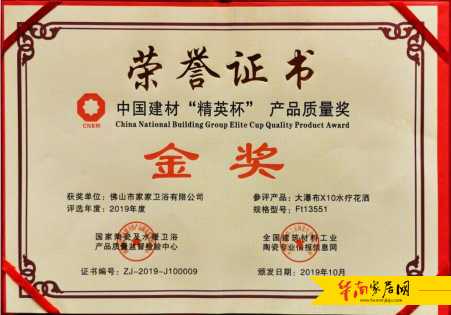 荣誉证书
CNBM
中国建材“精英杯” 产品质量奖
China National Building Group Elite Cup Quality Product Award
金奖
获奖单位：佛山市家家卫浴有限公司
参评产品：大瀑布X10水疗花洒
评选年度：2019年度
规格型号：Ft13551
国家陶瓷及水暖卫浴
产品质量监督检验中心
全国建筑材料工业
陶瓷专业情报信息网
证书编号：ZJ-2019-J100009
颁发日期：2019年10月
华南家居网